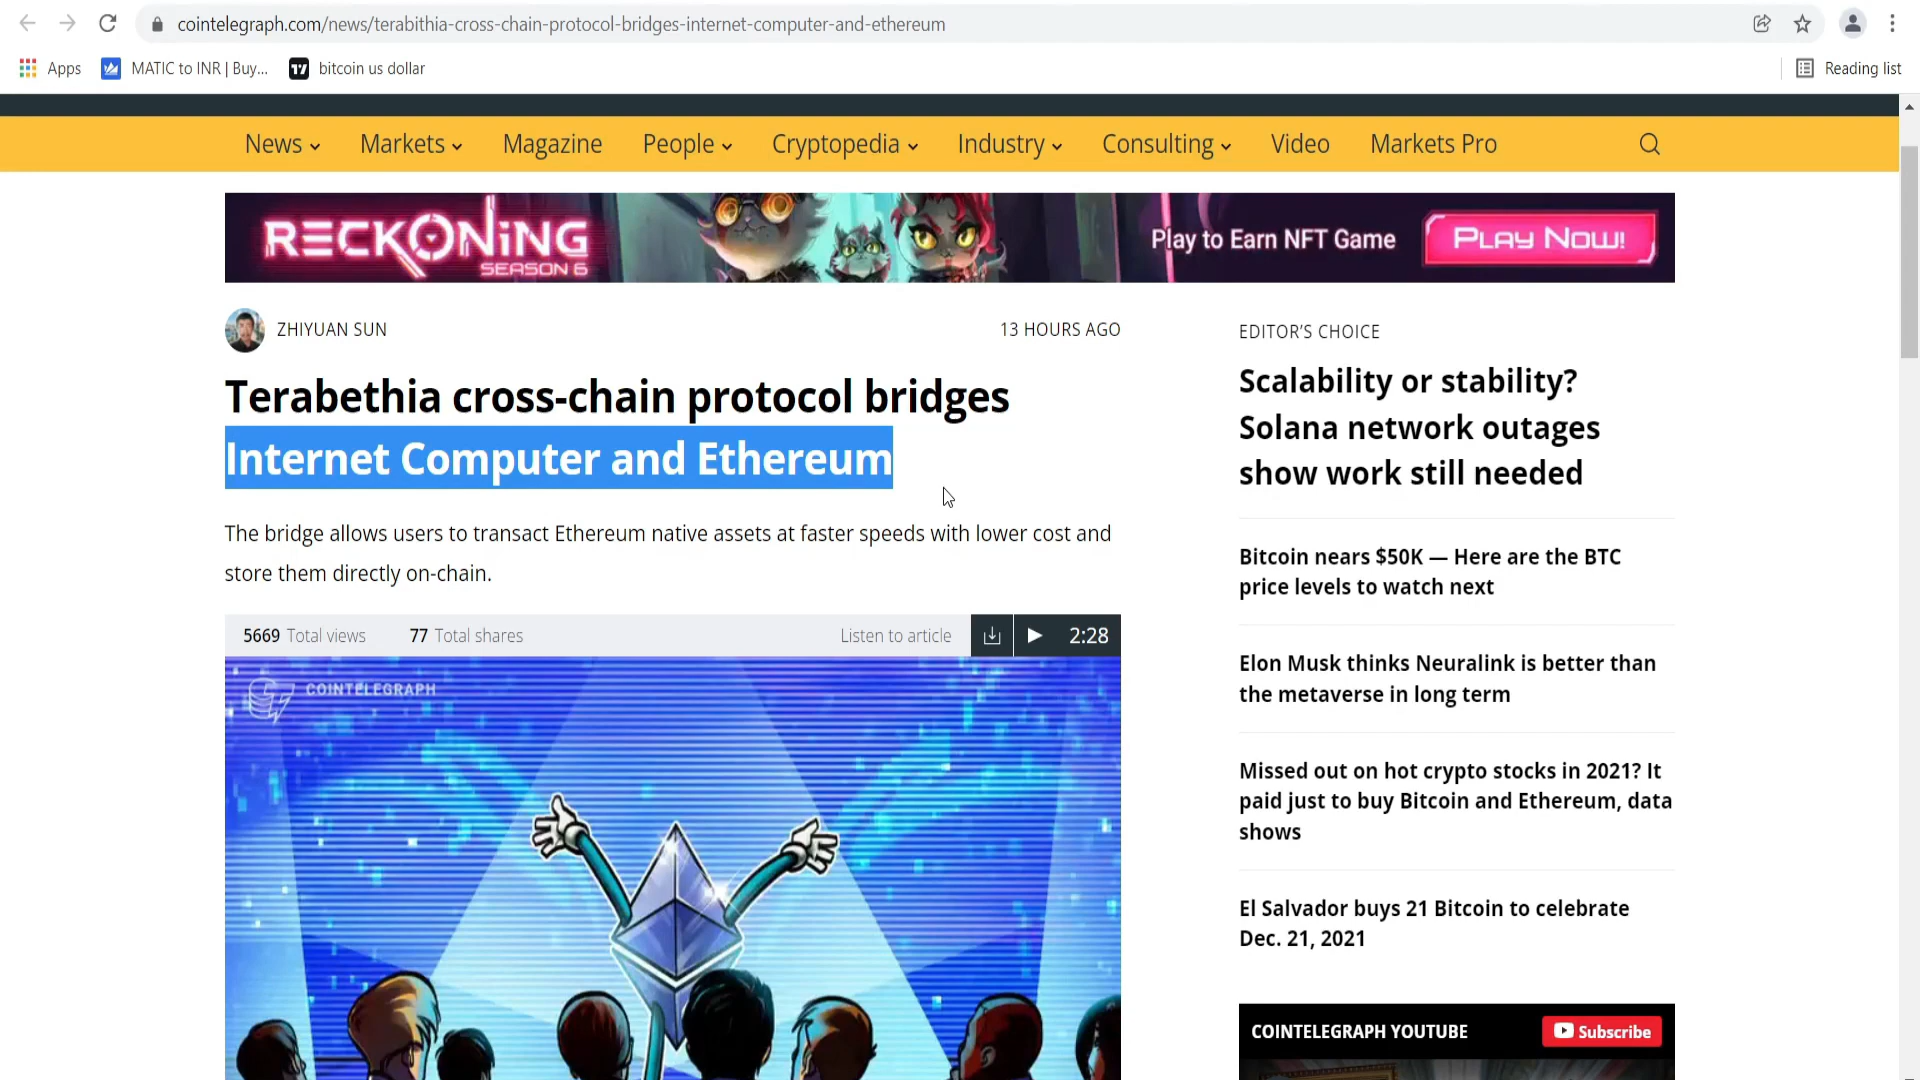 cointelegraph.com/news/terabithia-cross-chain-protocol-bridges-internet-computer-and-ethereum
Apps MATIC to INR | Buy... bitcoin us dollar Reading list
News Markets Magazine People Cryptopedia Industry Consulting Video Markets Pro
RECKONING
SEASON 6
Play to Earn NFT Game
PLAY NOW!
ZHIYUAN SUN
13 HOURS AGO
Terabethia cross-chain protocol bridges
Internet Computer and Ethereum
The bridge allows users to transact Ethereum native assets at faster speeds with lower cost and
store them directly on-chain.
5669 Total views 77 Total shares Listen to article 2:28
COINTELEGRAPH
EDITOR’S CHOICE
Scalability or stability?
Solana network outages
show work still needed
Bitcoin nears $50K — Here are the BTC
price levels to watch next
Elon Musk thinks Neuralink is better than
the metaverse in long term
Missed out on hot crypto stocks in 2021? It
paid just to buy Bitcoin and Ethereum, data
shows
El Salvador buys 21 Bitcoin to celebrate
Dec. 21, 2021
COINTELEGRAPH YOUTUBE
Subscribe